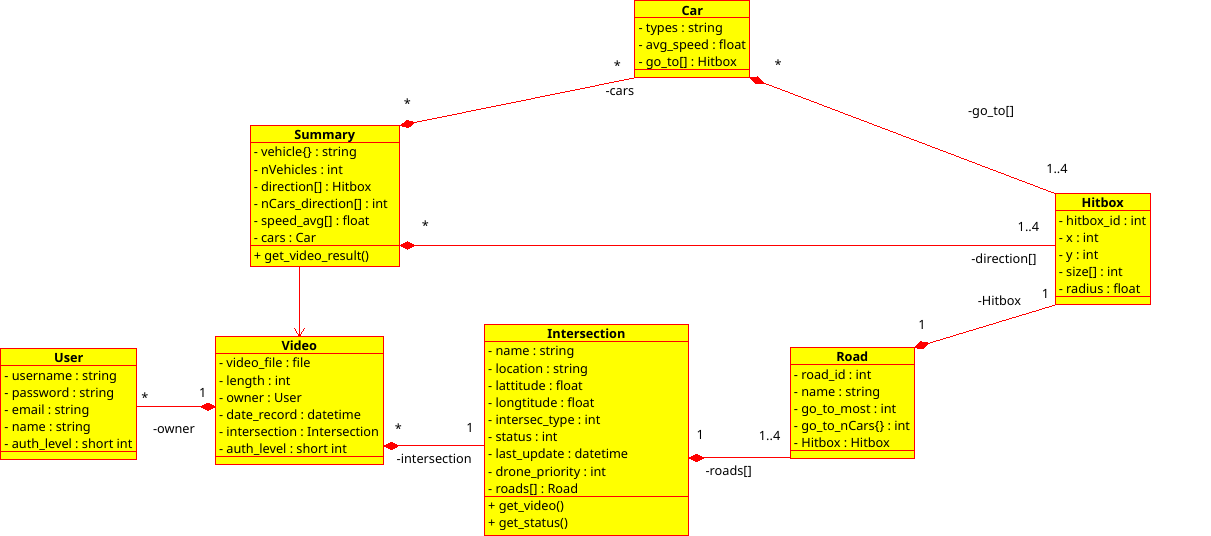 Car
- types : string
- avg_speed : float
- go_to[] : Hitbox
*
*
-cars
*
-go_to[]
1..4
Summary
- vehicle{} : string
- nVehicles : int
- direction[] : Hitbox
- nCars_direction[] : int
- speed_avg[] : float
- cars : Car
+ get_video_result()
*
1..4
-direction[]
Hitbox
- hitbox_id : int
- x : int
- y : int
- size[] : int
- radius : float
1
-Hitbox
1
User
- username : string
- password : string
- email : string
- name : string
- auth_level : short int
*
1
-owner
Video
- video_file : file
- length : int
- owner : User
- date_record : datetime
- intersection : Intersection
- auth_level : short int
*
1
-intersection
Intersection
- name : string
- location : string
- lattitude : float
- longtitude : float
- intersec_type : int
- status : int
- last_update : datetime
- drone_priority : int
- roads[] : Road
+ get_video()
+ get_status()
1
1..4
-roads[]
Road
- road_id : int
- name : string
- go_to_most : int
- go_to_nCars{} : int
- Hitbox : Hitbox